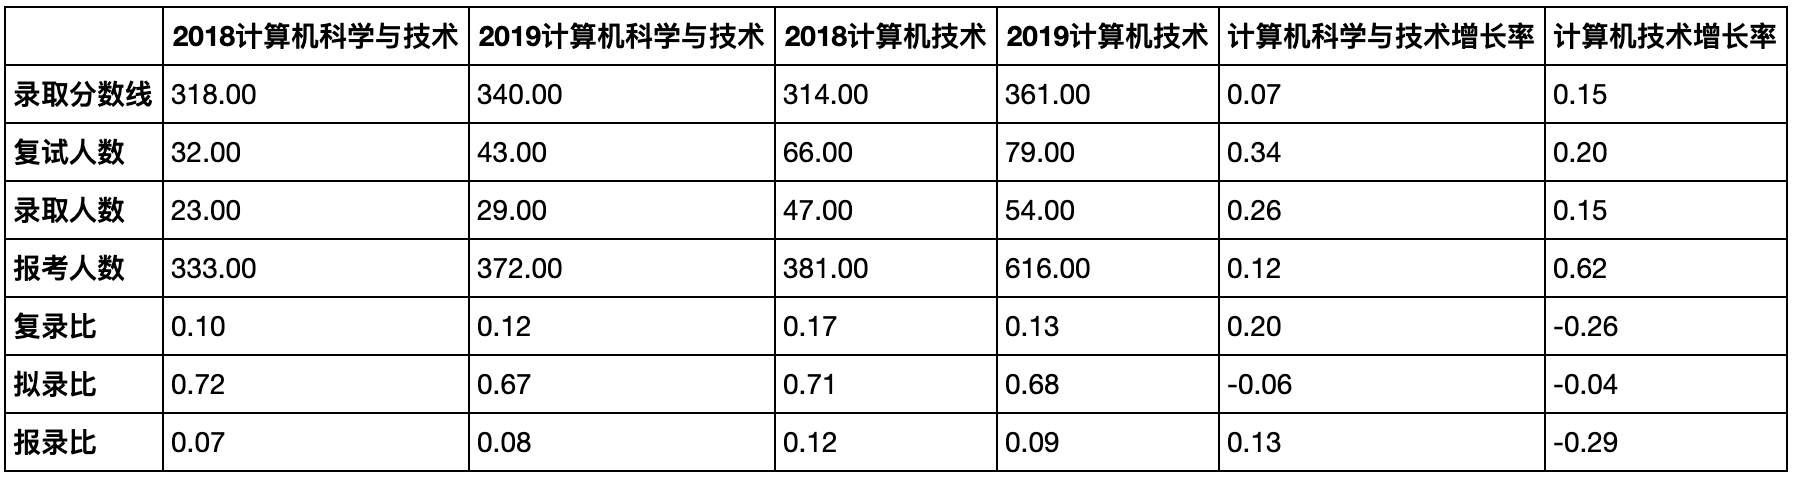 2018计算机科学与技术 2019计算机科学与技术 2018计算机技术 2019计算机技术 计算机科学与技术增长率 计算机技术增长率
录取分数线 318.00 340.00 314.00 361.00 0.07 0.15
复试人数 32.00 43.00 66.00 79.00 0.34 0.20
录取人数 23.00 29.00 47.00 54.00 0.26 0.15
报考人数 333.00 372.00 381.00 616.00 0.12 0.62
复录比 0.10 0.12 0.17 0.13 0.20 -0.26
拟录比 0.72 0.67 0.71 0.68 -0.06 -0.04
报录比 0.07 0.08 0.12 0.09 0.13 -0.29